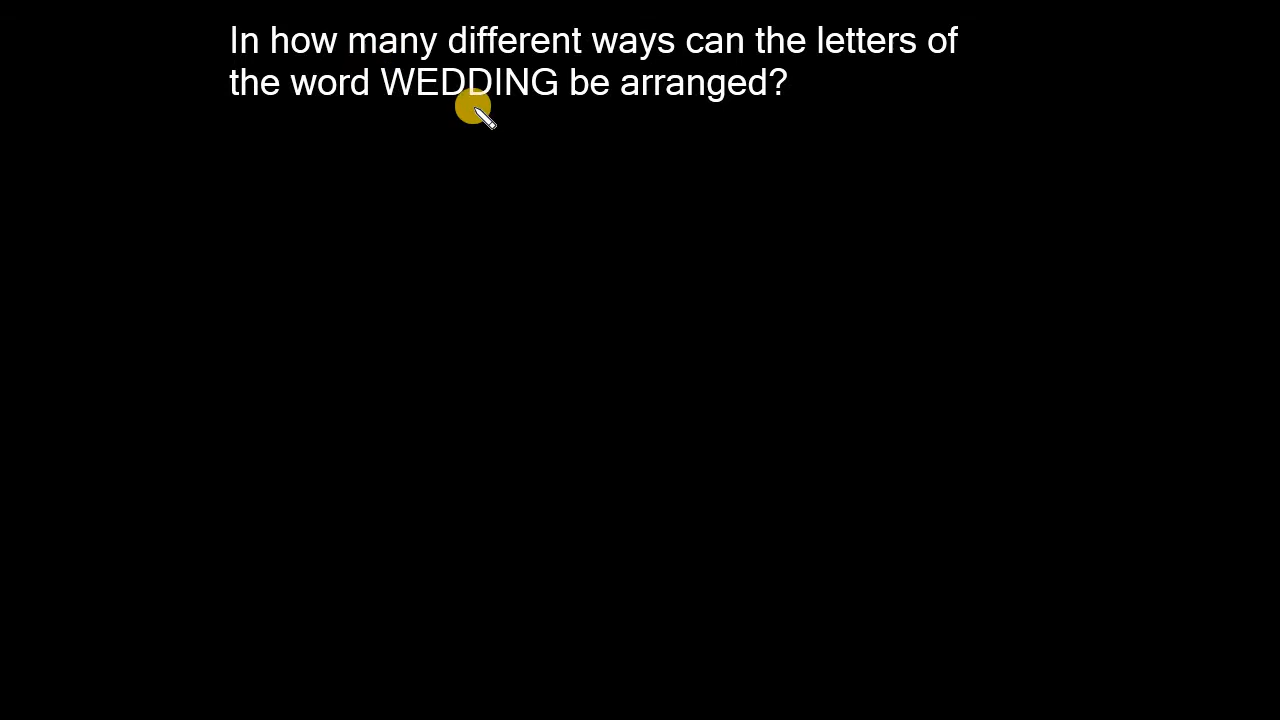 In how many different ways can the letters of
the word WEDDING be arranged?